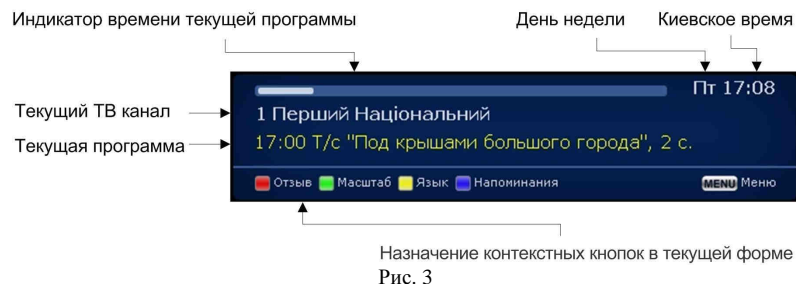 Индикатор времени текущей программы
День недели
Киевское время
Пт 17:08
Текущий ТВ канал
1 Перший Національний
Текущая программа
17:00 Т/с "Под крышами большого города", 2 с.
Отзыв Масштаб Язык Напоминания MENU Меню
Назначение контекстных кнопок в текущей форме
Рис. 3